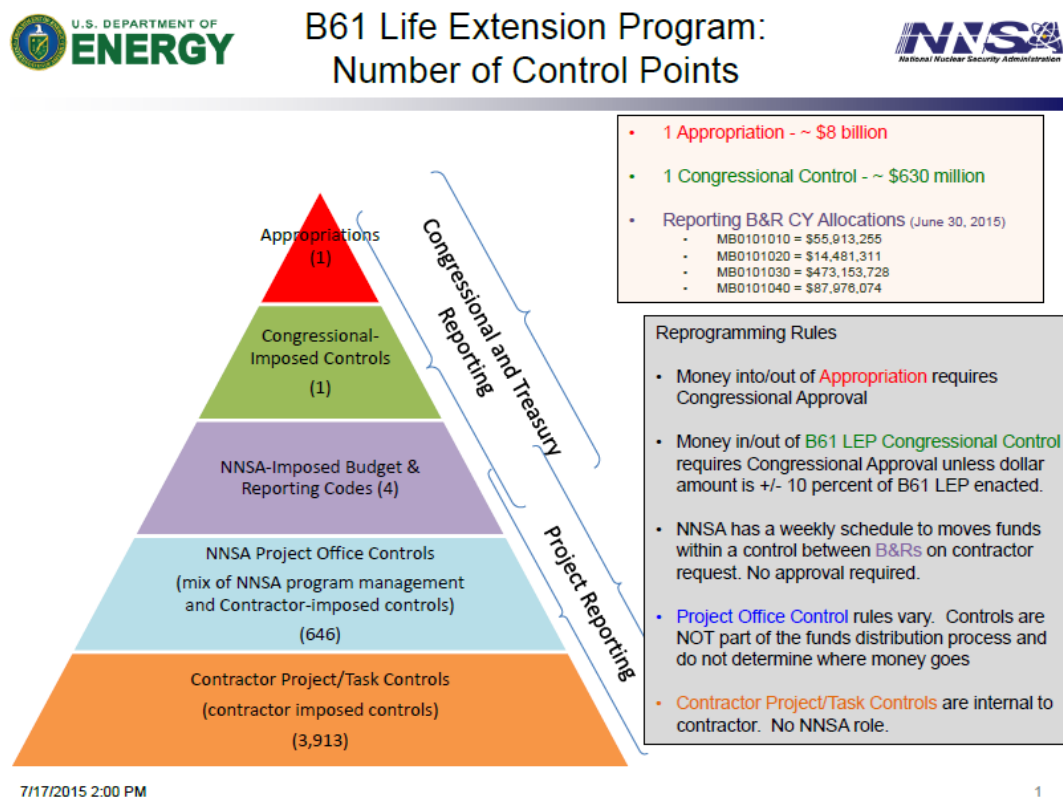 U.S. DEPARTMENT OF
ENERGY
B61 Life Extension Program:
Number of Control Points
NNSA
National Nuclear Security Administration
Appropriations
(1)
Congressional-
Imposed Controls
(1)
NNSA-Imposed Budget &
Reporting Codes (4)
NNSA Project Office Controls
(mix of NNSA program management
and Contractor-imposed controls)
(646)
Contractor Project/Task Controls
(contractor imposed controls)
(3,913)
Congressional and Treasury
Reporting
Project Reporting
• 1 Appropriation - ~ $8 billion
• 1 Congressional Control - ~ $630 million
• Reporting B&R CY Allocations (June 30, 2015)
- MB0101010 = $55,913,255
- MB0101020 = $14,481,311
- MB0101030 = $473,153,728
- MB0101040 = $87,976,074
Reprogramming Rules
• Money into/out of Appropriation requires
Congressional Approval
• Money in/out of B61 LEP Congressional Control
requires Congressional Approval unless dollar
amount is +/- 10 percent of B61 LEP enacted.
• NNSA has a weekly schedule to moves funds
within a control between B&Rs on contractor
request. No approval required.
• Project Office Control rules vary. Controls are
NOT part of the funds distribution process and
do not determine where money goes
• Contractor Project/Task Controls are internal to
contractor. No NNSA role.
7/17/2015 2:00 PM
1